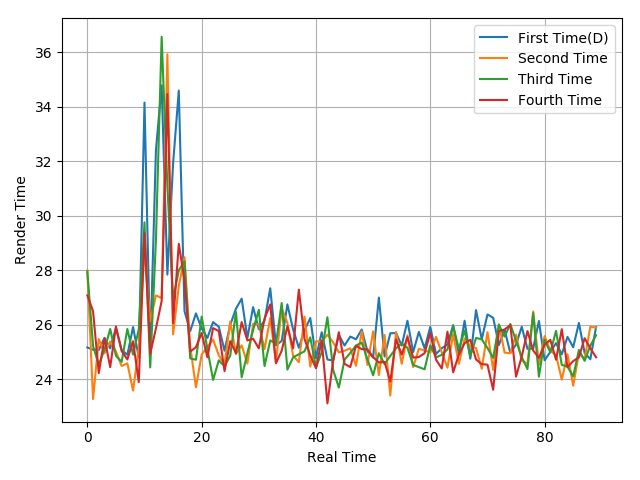 First Time(D)
Second Time
Third Time
Fourth Time
36
34
32
30
28
26
24
Render Time
0
20
40
60
80
Real Time